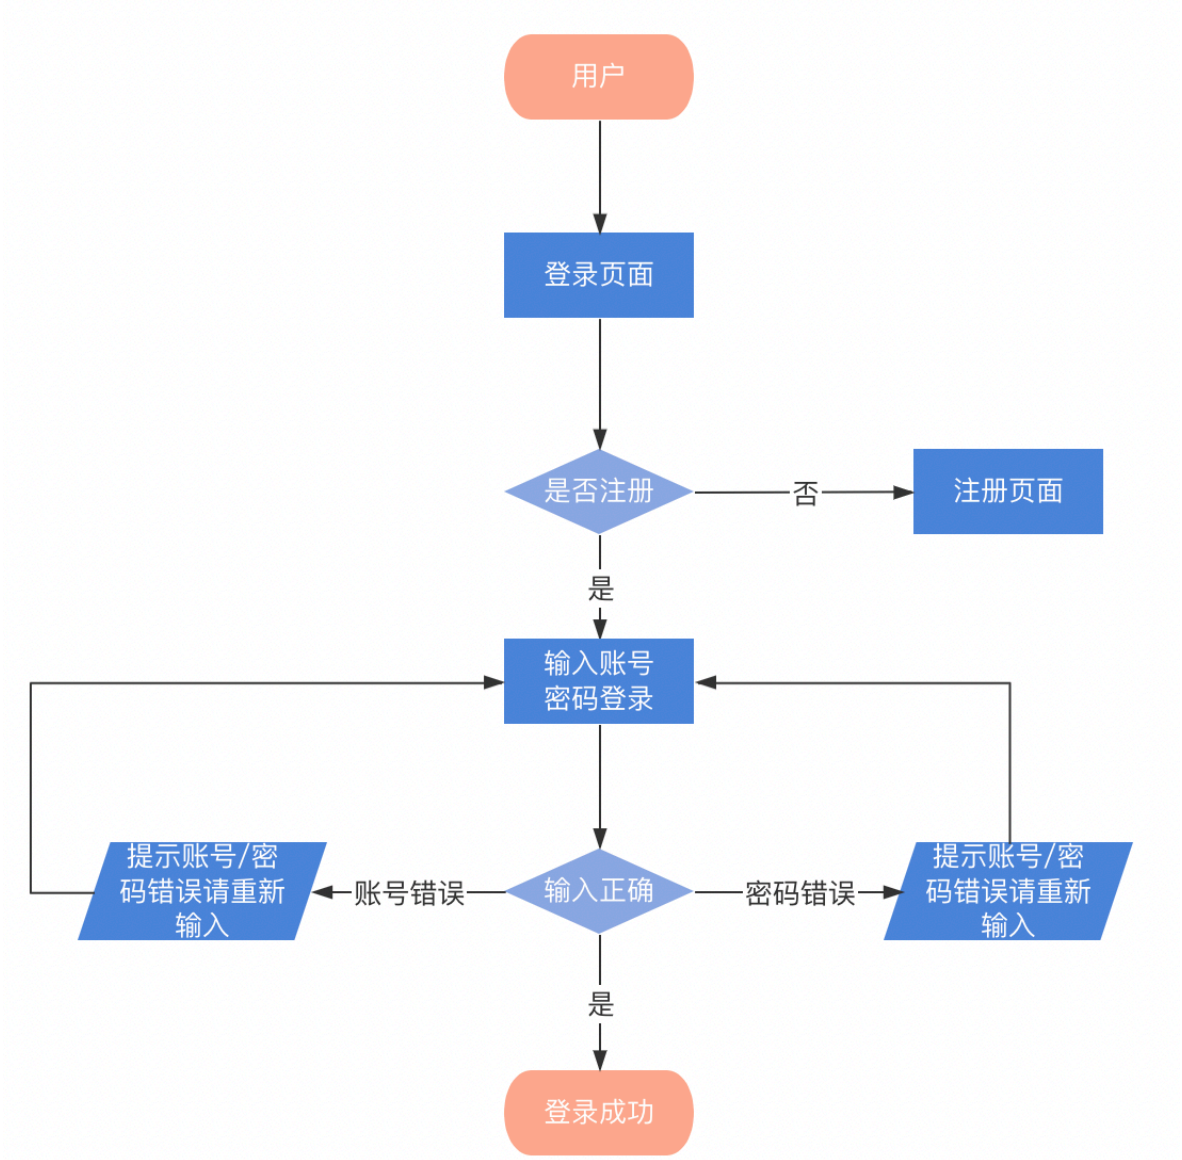 用户
登录页面
是否注册
否
注册页面
是
输入账号
密码登录
提示账号/密
码错误请重新
输入
账号错误
输入正确
密码错误
提示账号/密
码错误请重新
输入
是
登录成功